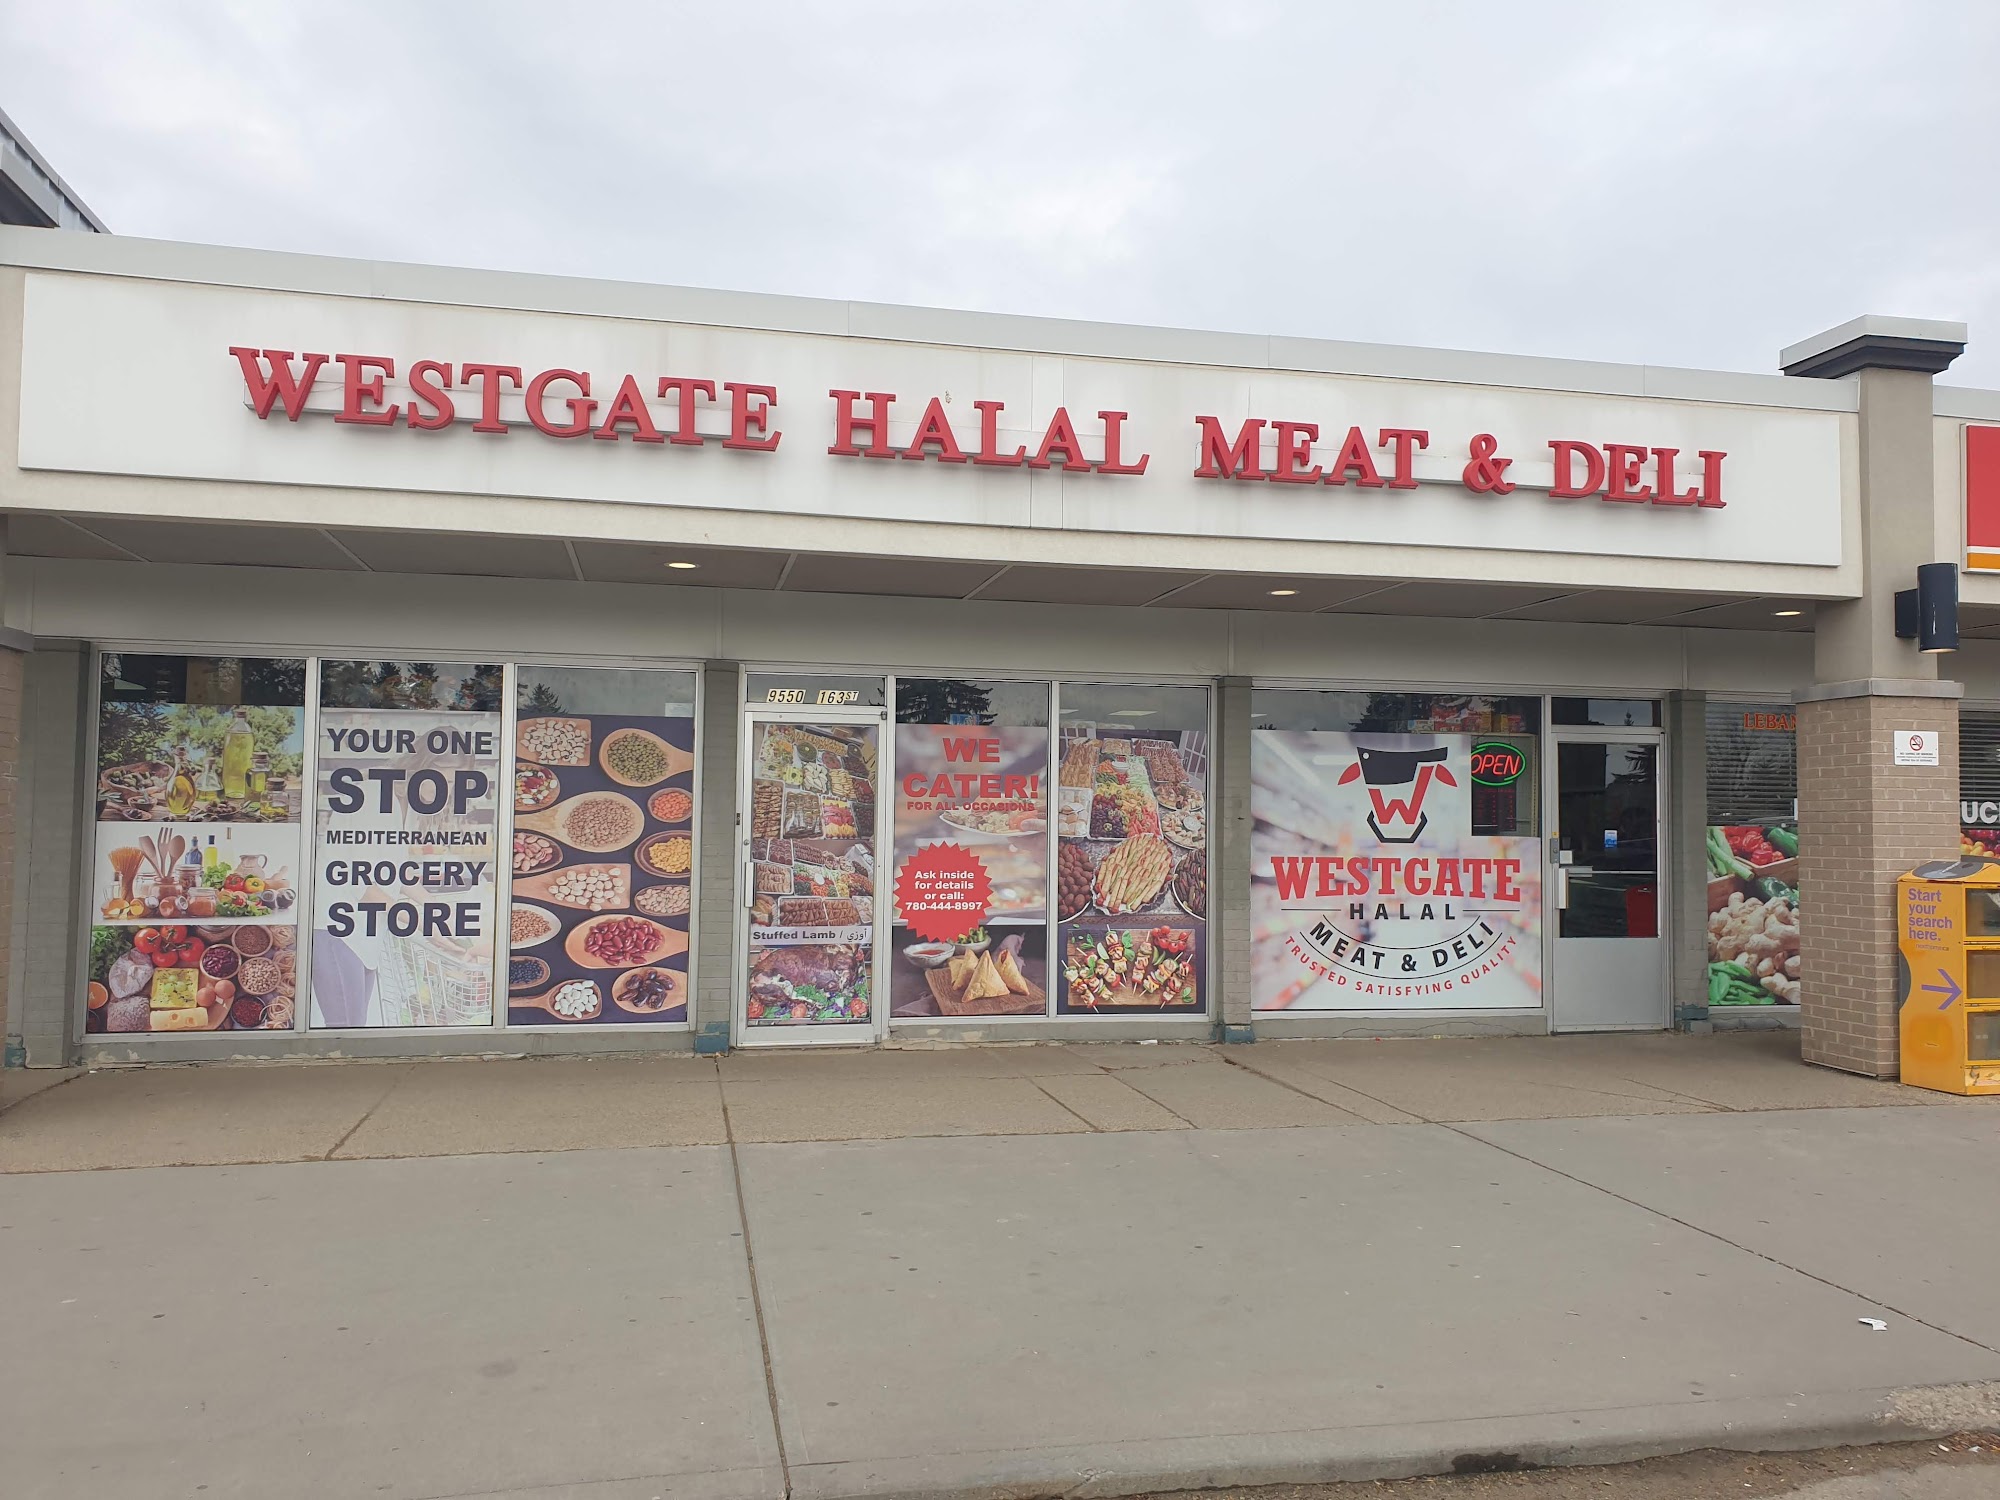 WESTGATE HALAL MEAT & DELI
YOUR ONE
STOP
MEDITERRANEAN
GROCERY
STORE
9550 163 ST
Stuffed Lamb / أوزي
WE
CATER!
FOR ALL OCCASIONS
Ask inside
for details
or call:
780-444-8997
OPEN
W
WESTGATE
HALAL
MEAT & DELI
TRUSTED SATISFYING QUALITY
Start
your
search
here.